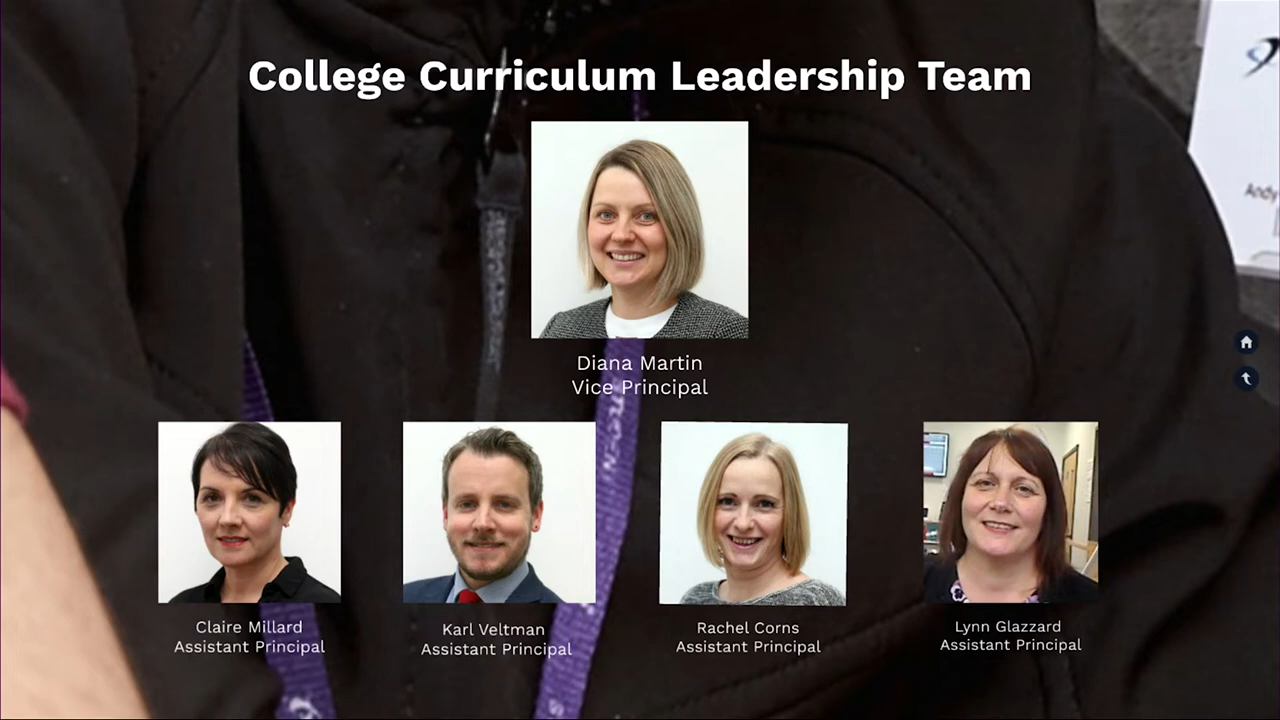 College Curriculum Leadership Team
Andy
Diana Martin
Vice Principal
Claire Millard
Assistant Principal
Karl Veltman
Assistant Principal
Rachel Corns
Assistant Principal
Lynn Glazzard
Assistant Principal